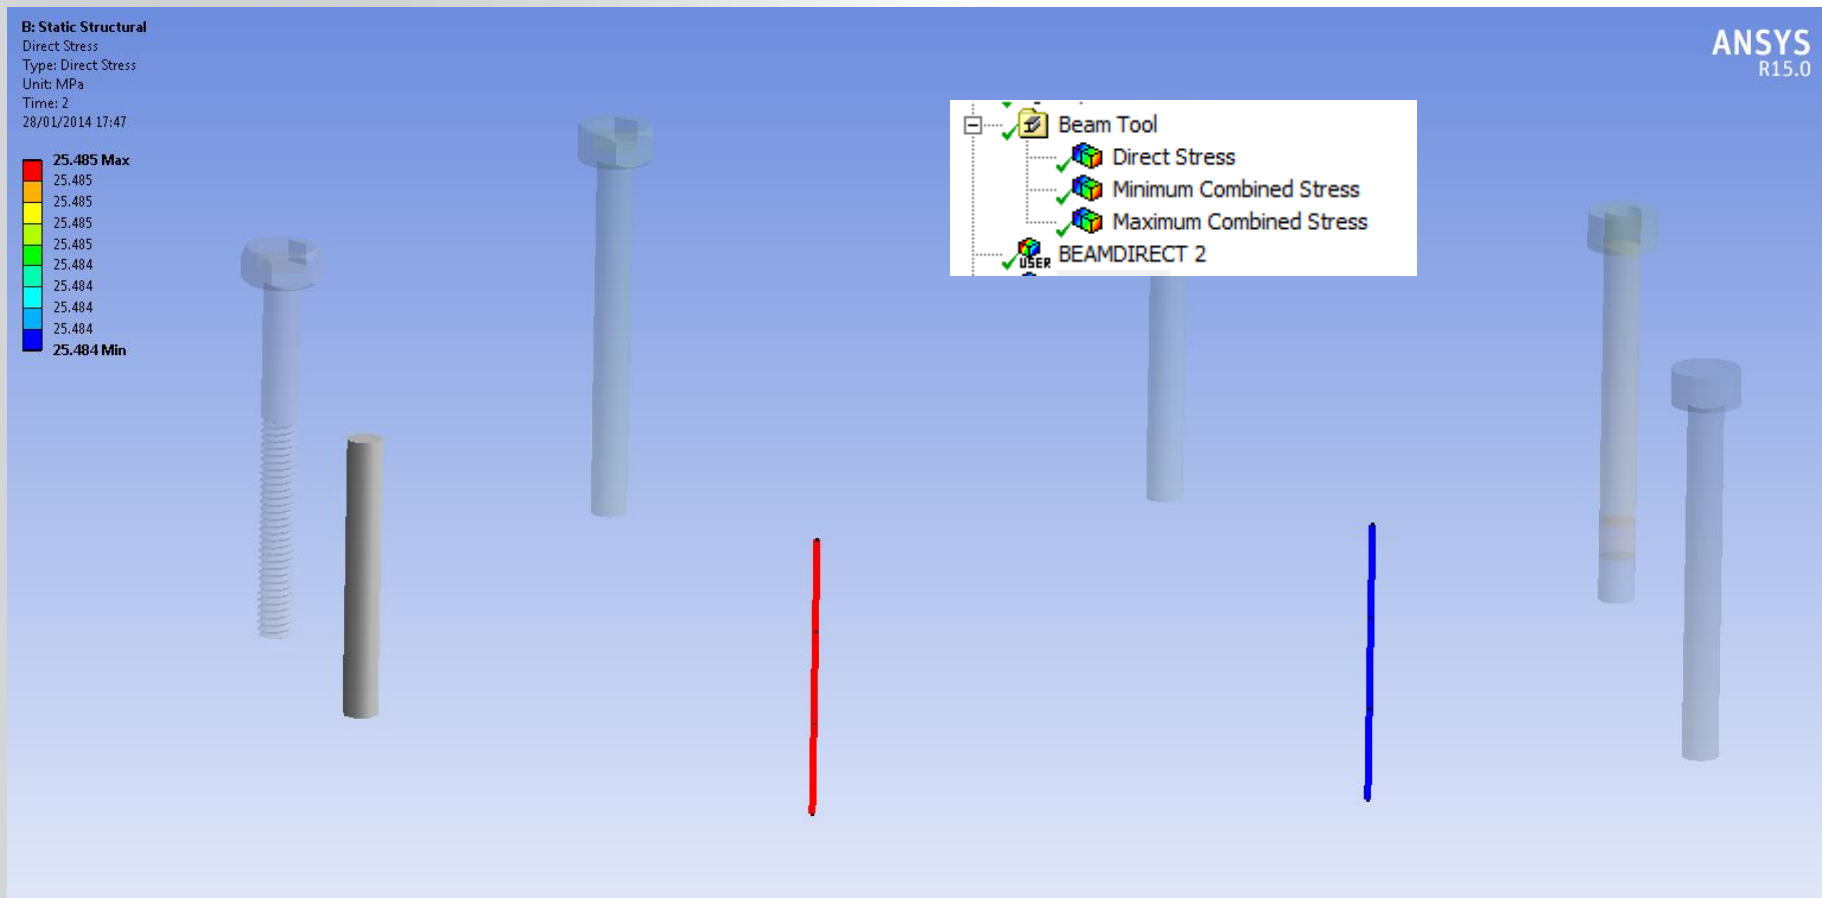 B: Static Structural
Direct Stress
Type: Direct Stress
Unit: MPa
Time: 2
28/01/2014 17:47
25.485 Max
25.485
25.485
25.485
25.485
25.484
25.484
25.484
25.484
25.484 Min
ANSYS
R15.0
Beam Tool
Direct Stress
Minimum Combined Stress
Maximum Combined Stress
USER BEAMDIRECT 2